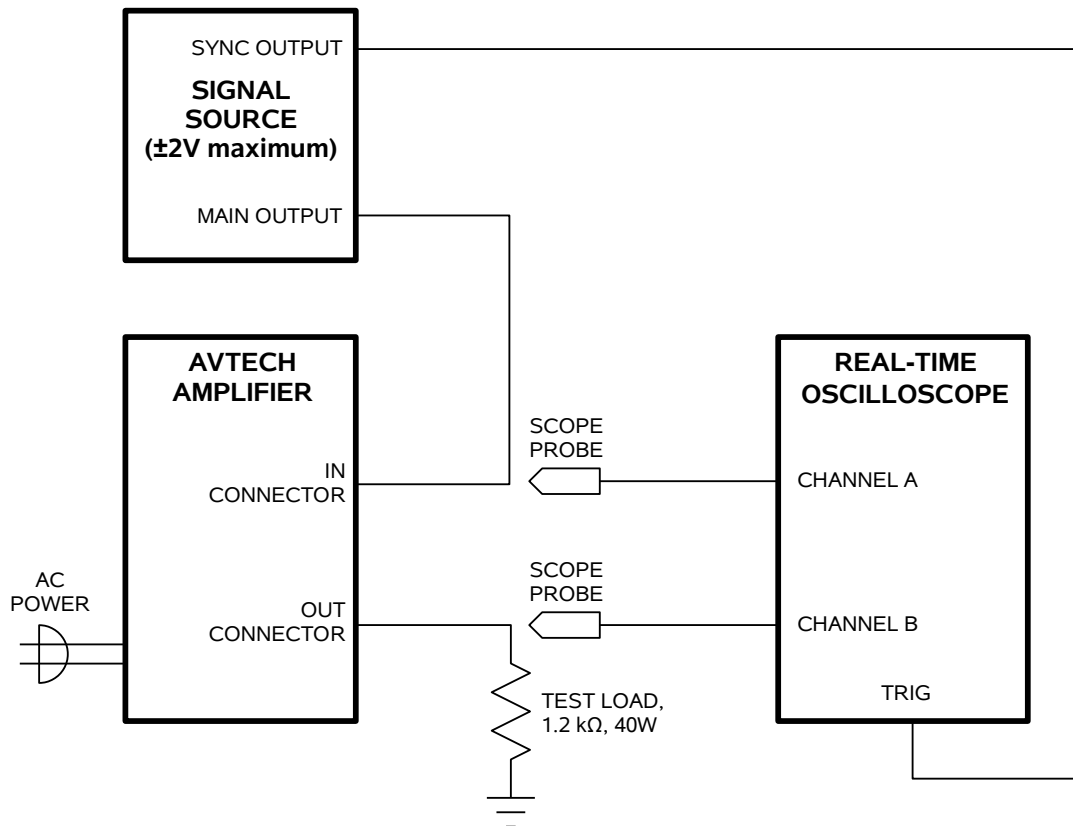 SYNC OUTPUT
SIGNAL
SOURCE
(±2V maximum)
MAIN OUTPUT
AVTECH
AMPLIFIER
IN
CONNECTOR
OUT
CONNECTOR
AC
POWER
SCOPE
PROBE
SCOPE
PROBE
TEST LOAD,
1.2 kΩ, 40W
REAL-TIME
OSCILLOSCOPE
CHANNEL A
CHANNEL B
TRIG